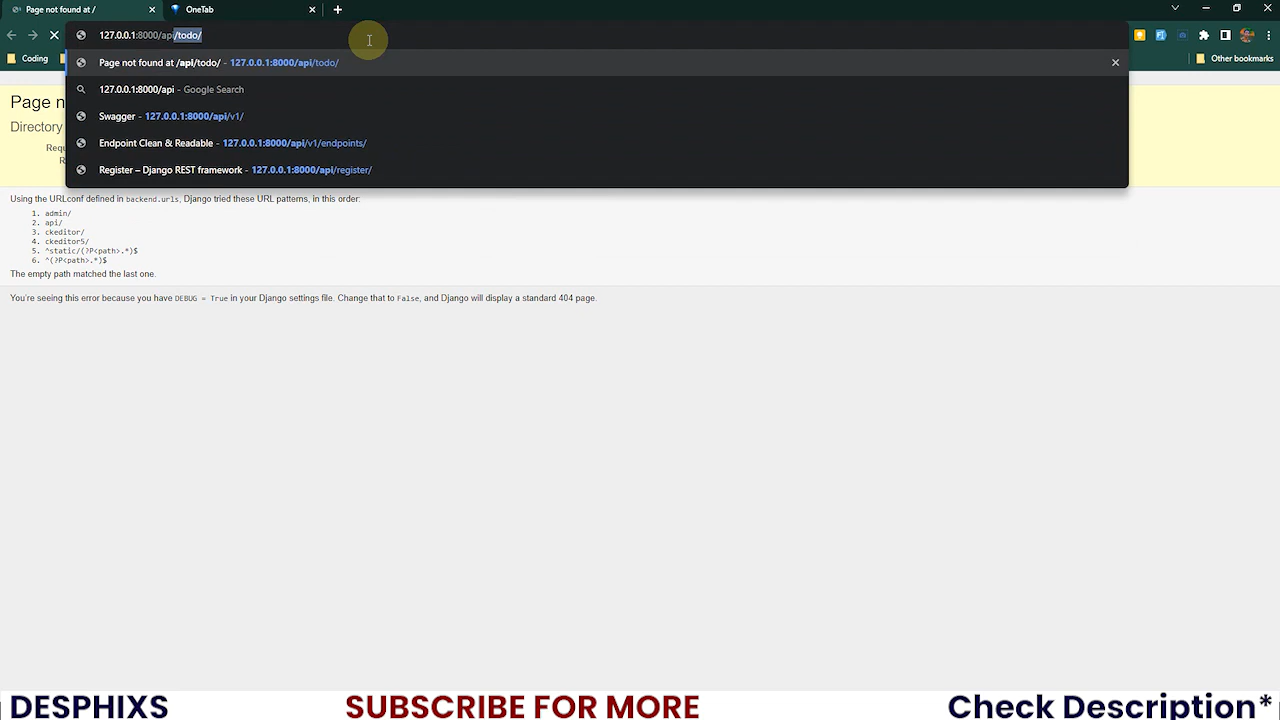 Page not found at /
OneTab
127.0.0.1:8000/api/todo/
Coding
Other bookmarks
Page not found at /api/todo/ - 127.0.0.1:8000/api/todo/
127.0.0.1:8000/api - Google Search
Swagger - 127.0.0.1:8000/api/v1/
Endpoint Clean & Readable - 127.0.0.1:8000/api/v1/endpoints/
Register – Django REST framework - 127.0.0.1:8000/api/register/
Page
Directory
Using the URLconf defined in backend.urls, Django tried these URL patterns, in this order:
1. admin/
2. api/
3. ckeditor/
4. ckeditor5/
5. ^static/(?P<path>.*)$
6. ^(?P<path>.*)$
The empty path matched the last one.
You're seeing this error because you have DEBUG = True in your Django settings file. Change that to False, and Django will display a standard 404 page.
DESPHIXS SUBSCRIBE FOR MORE Check Description*